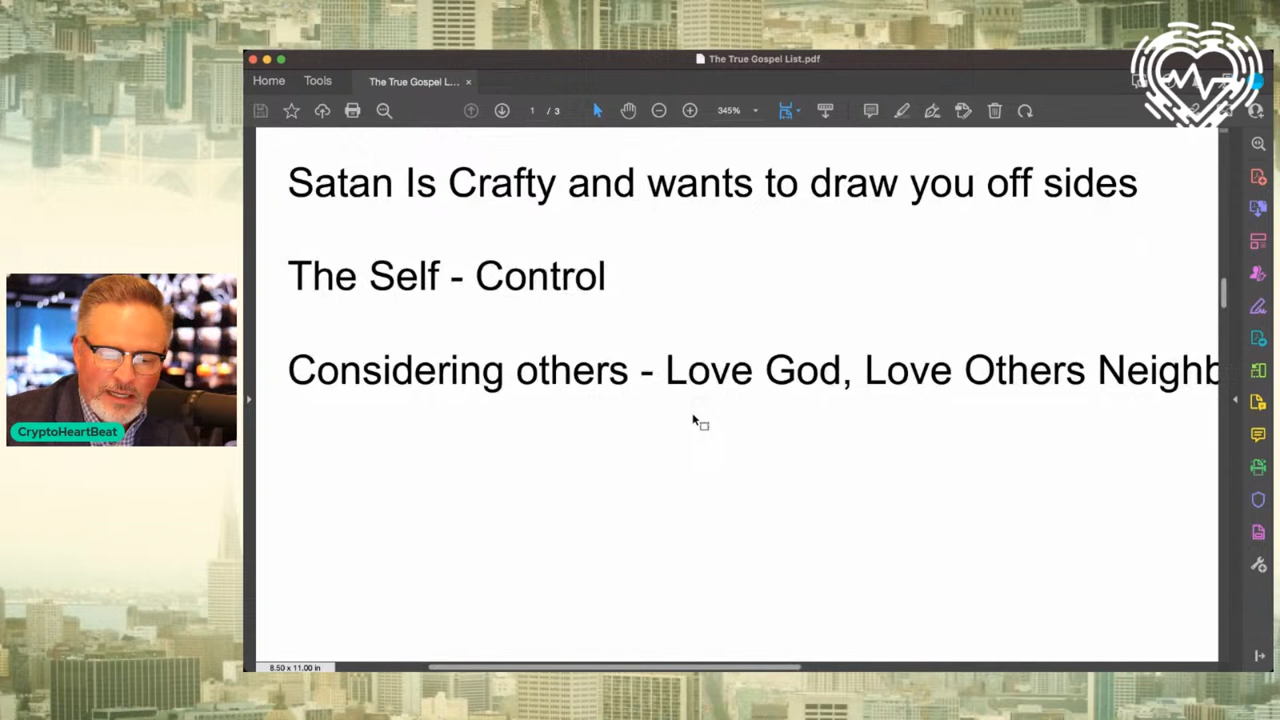 The True Gospel List.pdf
Home Tools The True Gospel L... ×
1 / 3 345%
Satan Is Crafty and wants to draw you off sides
The Self - Control
Considering others - Love God, Love Others Neighb
CryptoHeartBeat
8.50 x 11.00 in